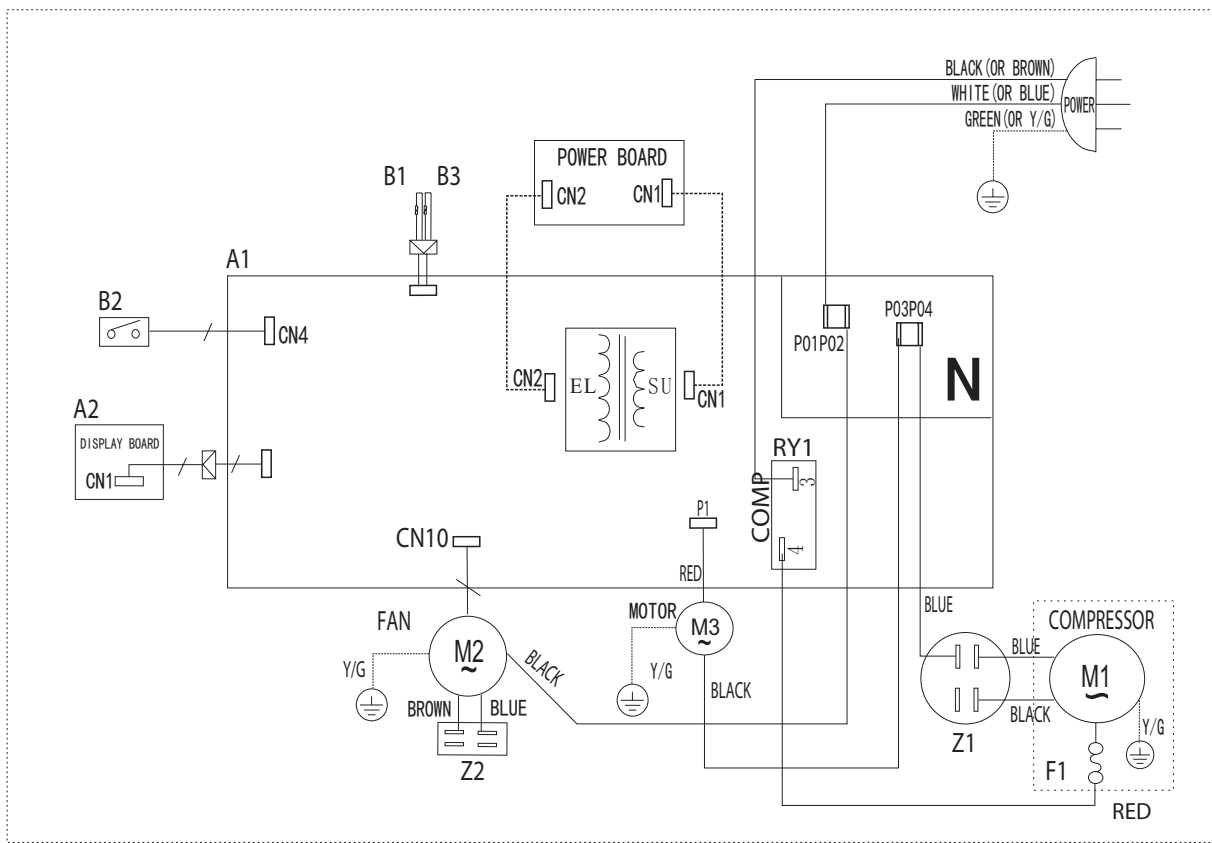 BLACK(OR BROWN)
WHITE(OR BLUE)
POWER
GREEN(OR Y/G)
POWER BOARD
CN2
CN1
B1
B3
A1
B2
CN4
P03P04
P01P02
N
CN2
EL
SU
CN1
A2
DISPLAY BOARD
CN1
RY1
COMP
3
4
P1
CN10
RED
BLUE
FAN
MOTOR
M3
~
COMPRESSOR
M2
~
BLACK
Y/G
Y/G
BLACK
BLUE
M1
~
BROWN
BLUE
BLACK
Y/G
Z2
Z1
F1
RED